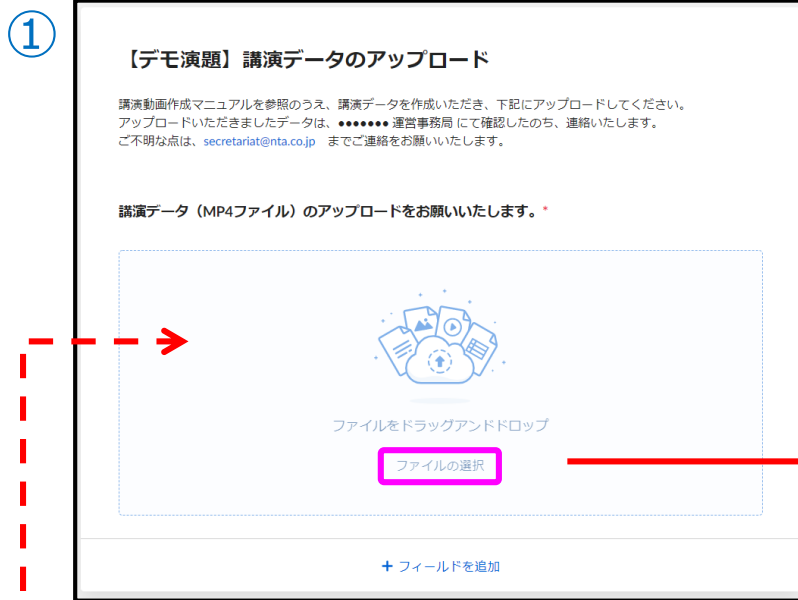 ①
【デモ演題】講演データのアップロード
講演動画作成マニュアルを参照のうえ、講演データを作成いただき、下記にアップロードしてください。
アップロードいただきましたデータは、●●●●●●● 運営事務局 にて確認したのち、連絡いたします。
ご不明な点は、secretariat@nta.co.jp　までご連絡をお願いいたします。
講演データ（MP4ファイル）のアップロードをお願いいたします。*
ファイルをドラッグアンドドロップ
ファイルの選択
+ フィールドを追加